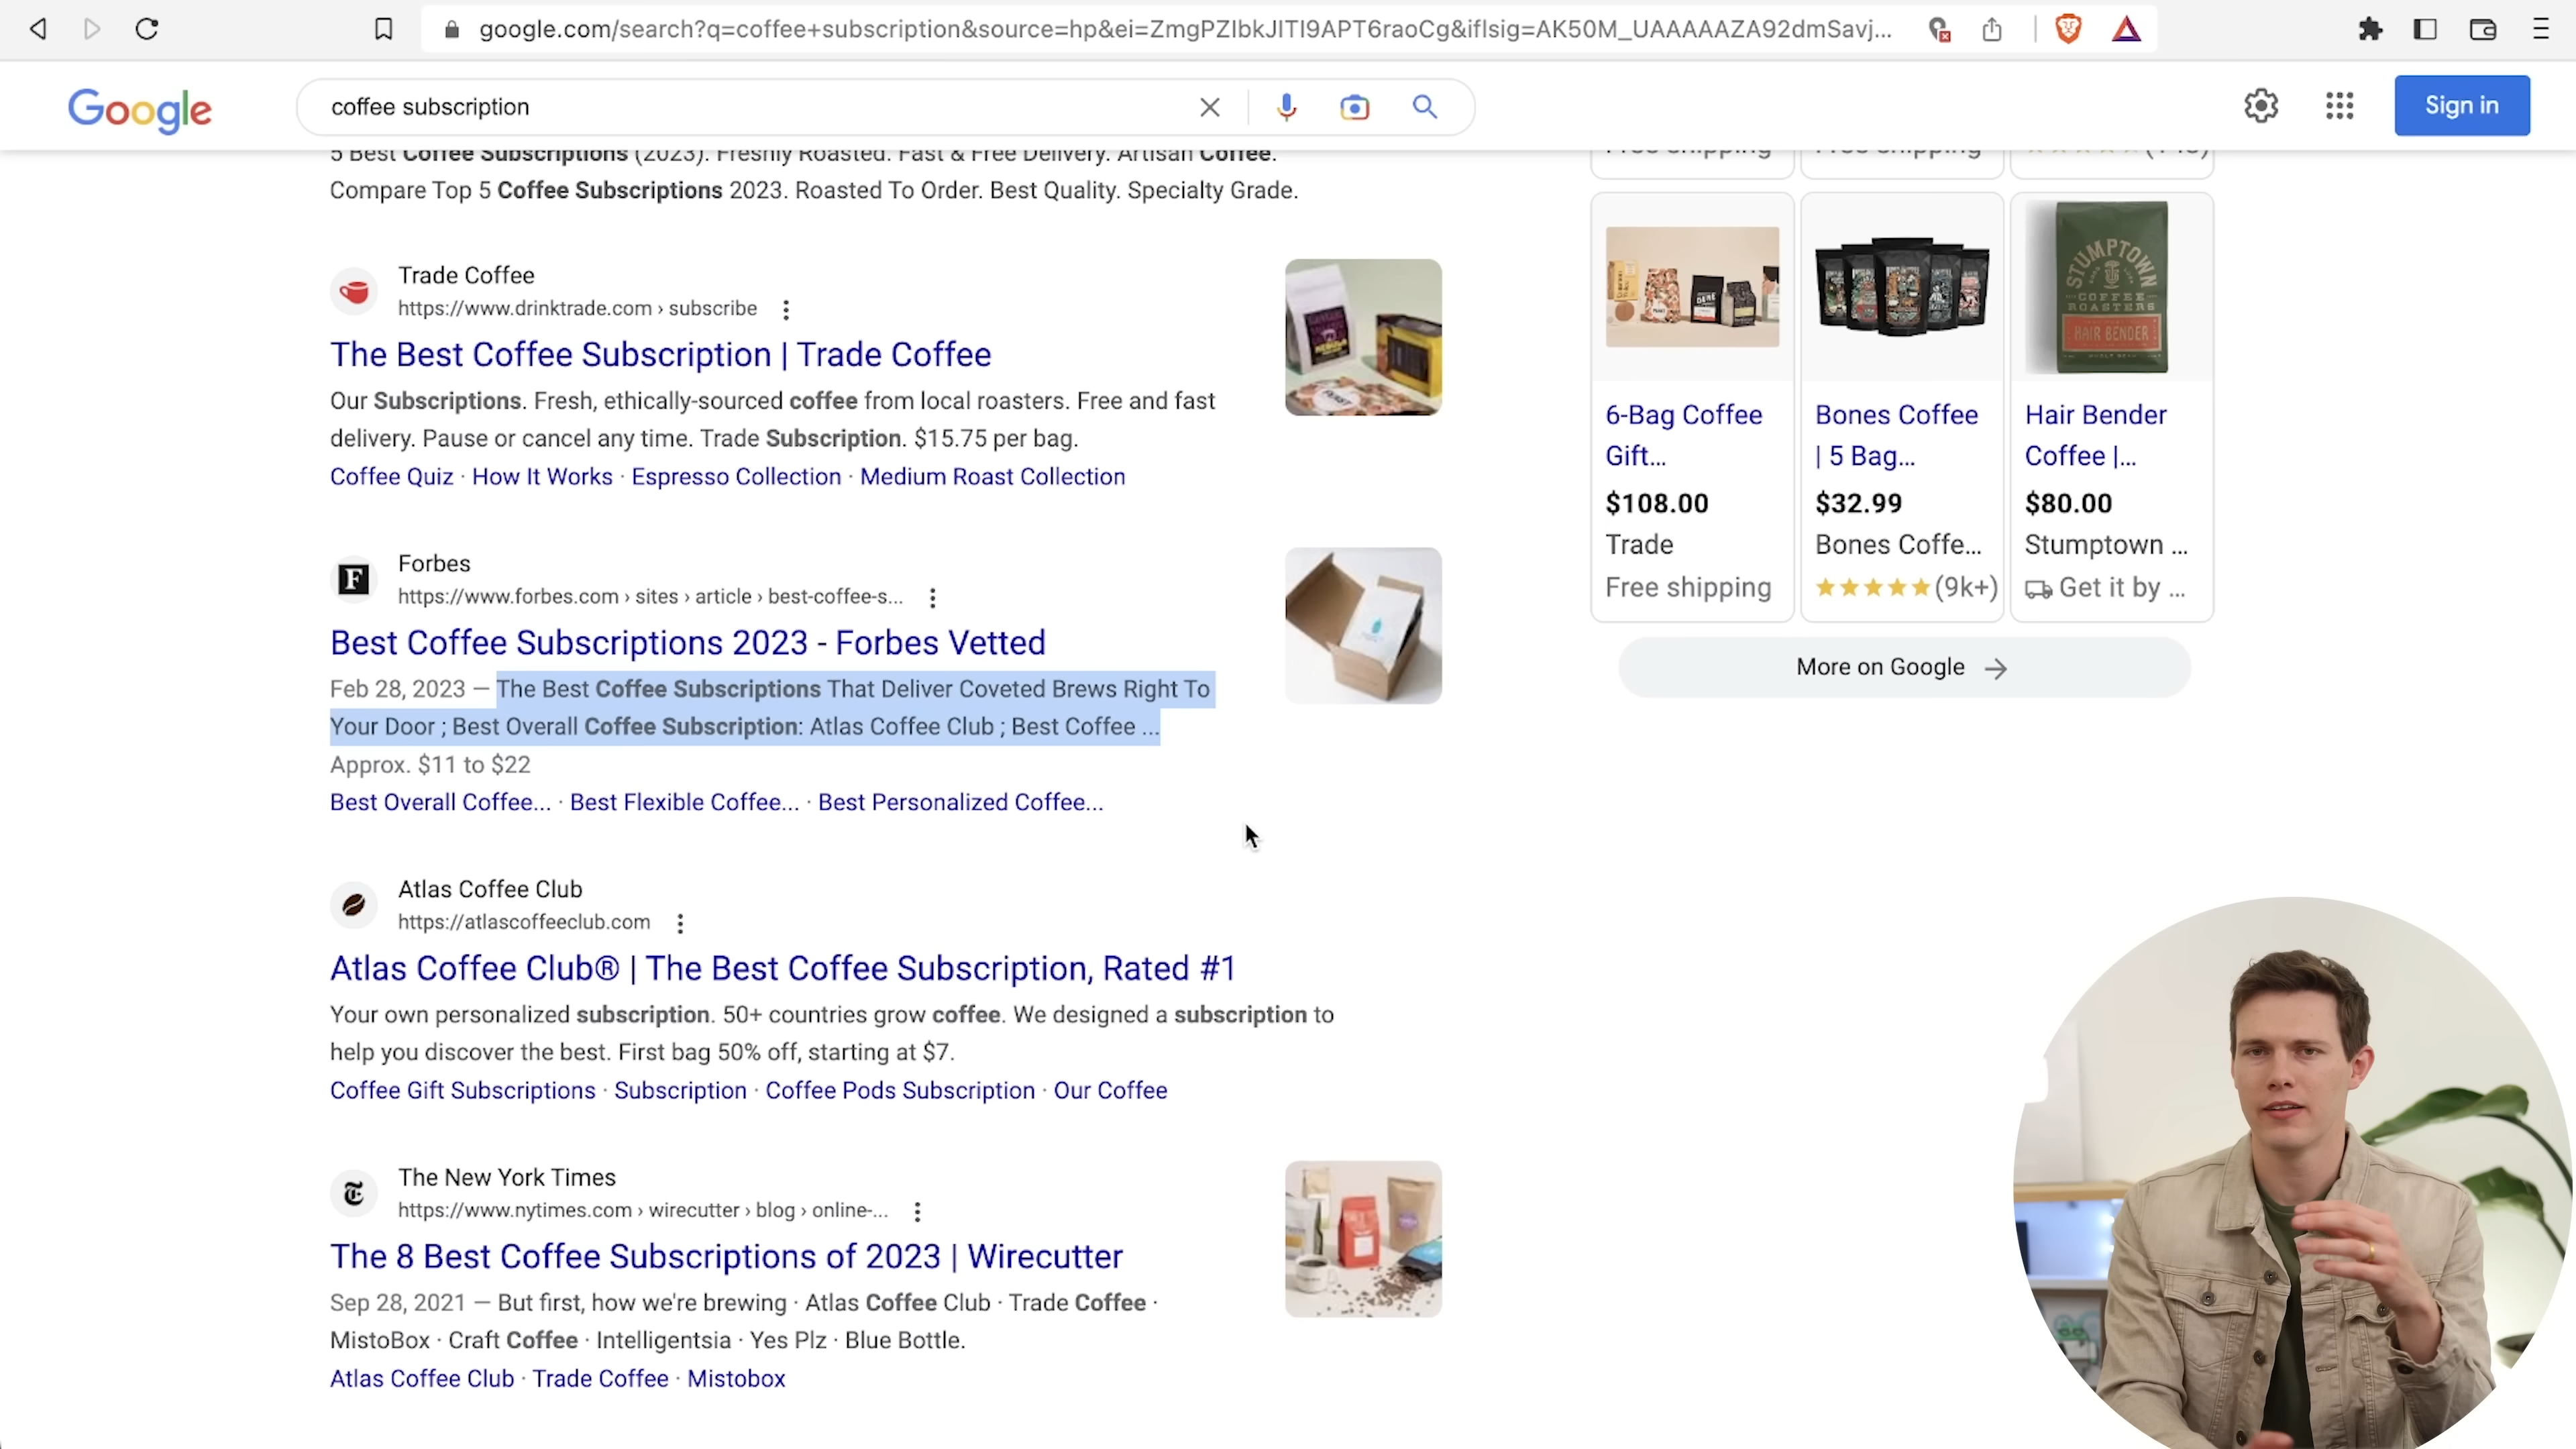 google.com/search?q=coffee+subscription&source=hp&ei=ZmgPZIbkJITI9APT6raoCg&iflsig=AK50M_UAAAAAZA92dmSavj...
Google
coffee subscription
Sign in
5 Best Coffee Subscriptions (2023). Freshly Roasted. Fast & Free Delivery. Artisan Coffee.
Compare Top 5 Coffee Subscriptions 2023. Roasted To Order. Best Quality. Specialty Grade.
Trade Coffee
https://www.drinktrade.com › subscribe
The Best Coffee Subscription | Trade Coffee
Our Subscriptions. Fresh, ethically-sourced coffee from local roasters. Free and fast
delivery. Pause or cancel any time. Trade Subscription. $15.75 per bag.
Coffee Quiz · How It Works · Espresso Collection · Medium Roast Collection
Forbes
https://www.forbes.com › sites › article › best-coffee-s...
Best Coffee Subscriptions 2023 - Forbes Vetted
Feb 28, 2023 — The Best Coffee Subscriptions That Deliver Coveted Brews Right To
Your Door ; Best Overall Coffee Subscription: Atlas Coffee Club ; Best Coffee ...
Approx. $11 to $22
Best Overall Coffee... · Best Flexible Coffee... · Best Personalized Coffee...
Atlas Coffee Club
https://atlascoffeeclub.com
Atlas Coffee Club® | The Best Coffee Subscription, Rated #1
Your own personalized subscription. 50+ countries grow coffee. We designed a subscription to
help you discover the best. First bag 50% off, starting at $7.
Coffee Gift Subscriptions · Subscription · Coffee Pods Subscription · Our Coffee
The New York Times
https://www.nytimes.com › wirecutter › blog › online-...
The 8 Best Coffee Subscriptions of 2023 | Wirecutter
Sep 28, 2021 — But first, how we're brewing · Atlas Coffee Club · Trade Coffee ·
MistoBox · Craft Coffee · Intelligentsia · Yes Plz · Blue Bottle.
Atlas Coffee Club · Trade Coffee · Mistobox
Free shipping
Free shipping
STUMPTOWN
COFFEE
ROASTERS
HAIR BENDER
6-Bag Coffee
Gift...
$108.00
Trade
Free shipping
Bones Coffee
| 5 Bag...
$32.99
Bones Coffe...
(9k+)
Hair Bender
Coffee |...
$80.00
Stumptown ...
Get it by ...
More on Google